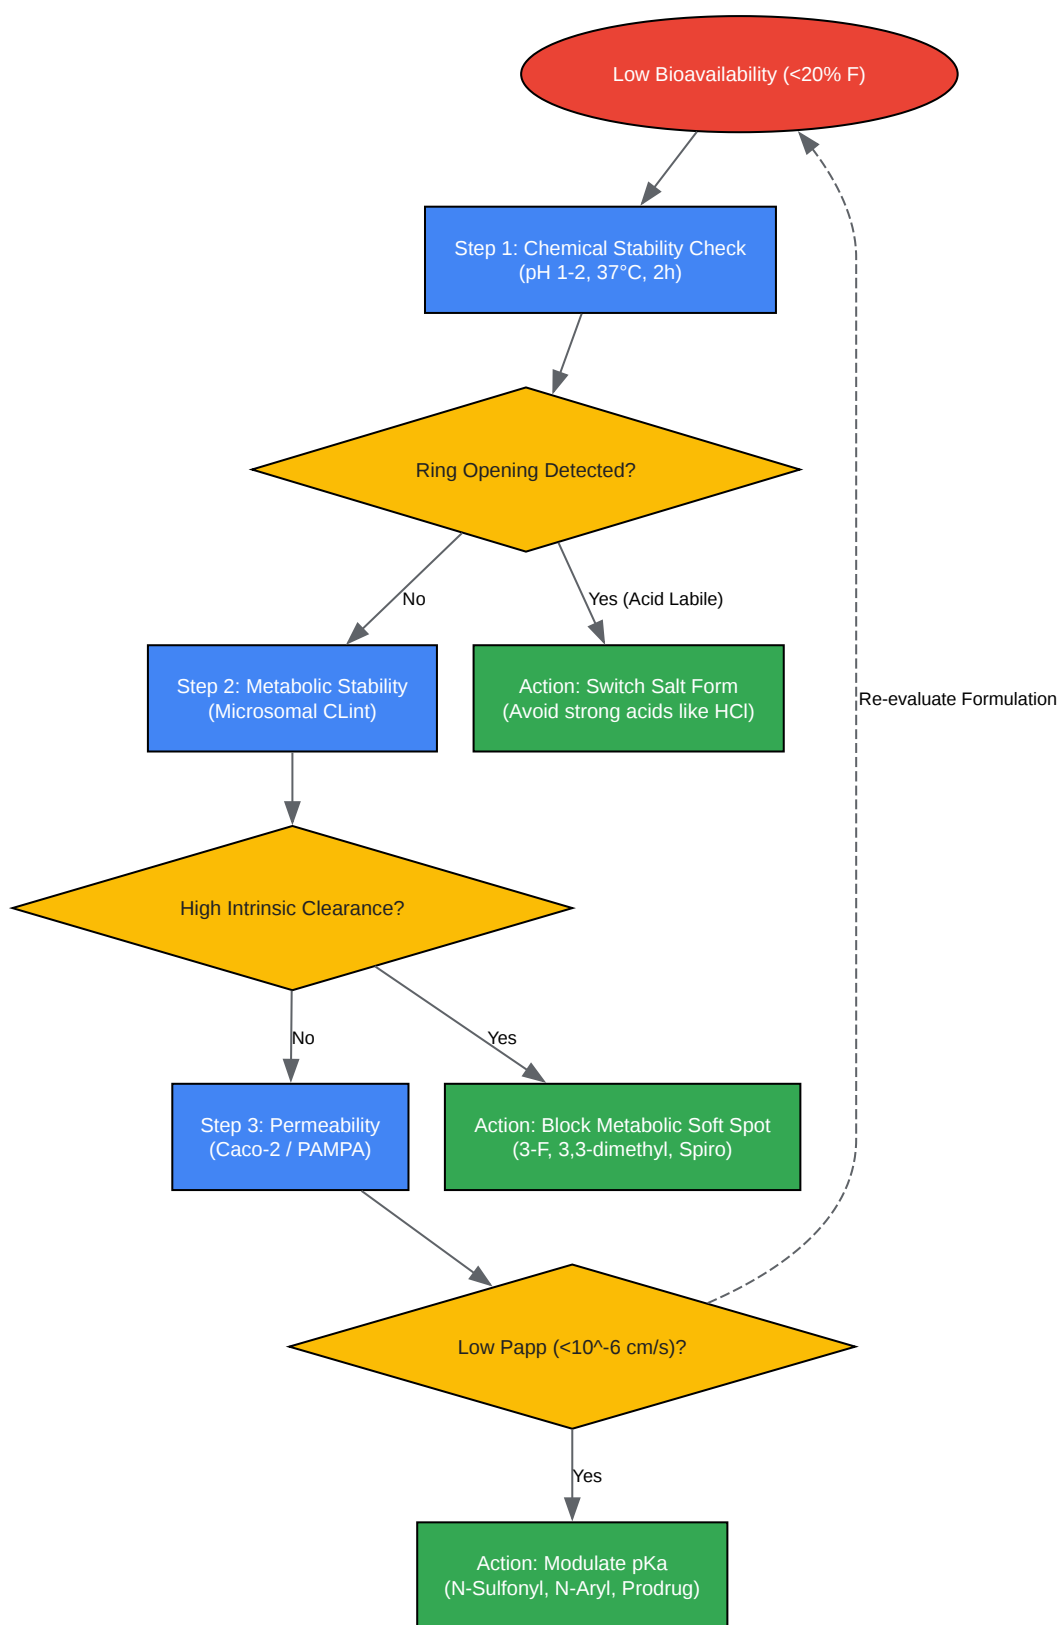 Low Bioavailability (<20% F)
Step 1: Chemical Stability Check
(pH 1-2, 37°C, 2h)
Ring Opening Detected?
No
Yes (Acid Labile)
Step 2: Metabolic Stability
(Microsomal CLint)
Action: Switch Salt Form
(Avoid strong acids like HCl)
Re-evaluate Formulation
High Intrinsic Clearance?
No
Yes
Step 3: Permeability
(Caco-2 / PAMPA)
Action: Block Metabolic Soft Spot
(3-F, 3,3-dimethyl, Spiro)
Low Papp (<10^-6 cm/s)?
Yes
Action: Modulate pKa
(N-Sulfonyl, N-Aryl, Prodrug)